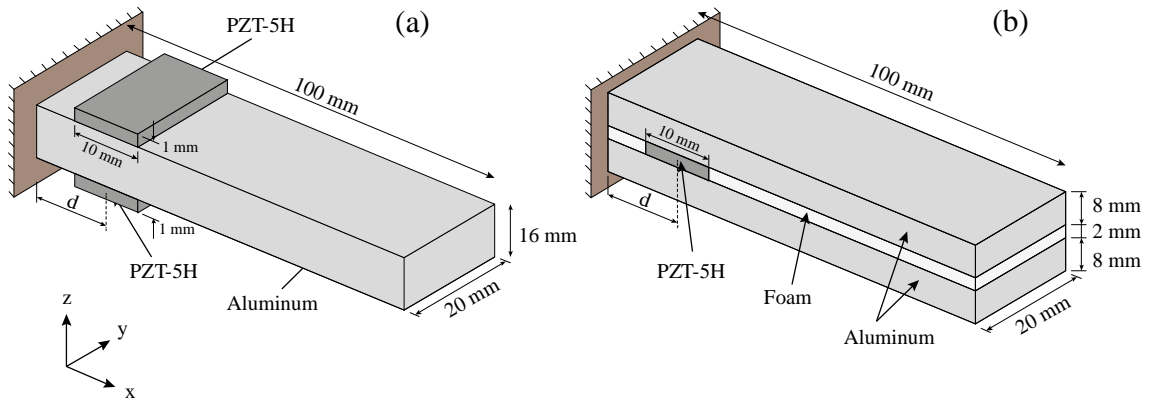 (a)
PZT-5H
100 mm
10 mm
1 mm
d
1 mm
PZT-5H
Aluminum
16 mm
20 mm
z
y
x
(b)
100 mm
10 mm
d
PZT-5H
Foam
Aluminum
8 mm
2 mm
8 mm
20 mm